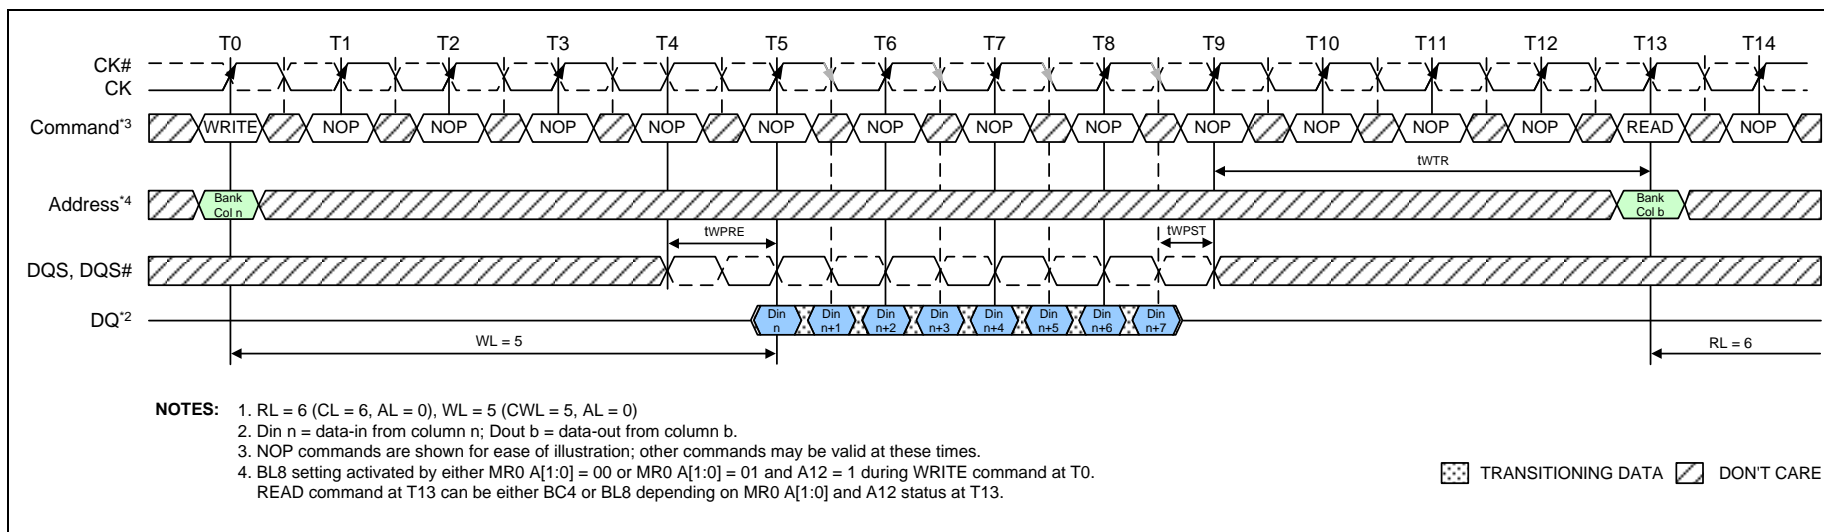 T0 T1 T2 T3 T4 T5 T6 T7 T8 T9 T10 T11 T12 T13 T14
CK#
CK
Command*3 WRITE NOP NOP NOP NOP NOP NOP NOP NOP NOP NOP NOP NOP READ NOP
tWTR
Address*4 Bank Col n Bank Col b
tWPRE tWPST
DQS, DQS#
DQ*2 Din n Din n+1 Din n+2 Din n+3 Din n+4 Din n+5 Din n+6 Din n+7
WL = 5 RL = 6
NOTES: 1. RL = 6 (CL = 6, AL = 0), WL = 5 (CWL = 5, AL = 0)
2. Din n = data-in from column n; Dout b = data-out from column b.
3. NOP commands are shown for ease of illustration; other commands may be valid at these times.
4. BL8 setting activated by either MR0 A[1:0] = 00 or MR0 A[1:0] = 01 and A12 = 1 during WRITE command at T0.
READ command at T13 can be either BC4 or BL8 depending on MR0 A[1:0] and A12 status at T13.
TRANSITIONING DATA DON'T CARE